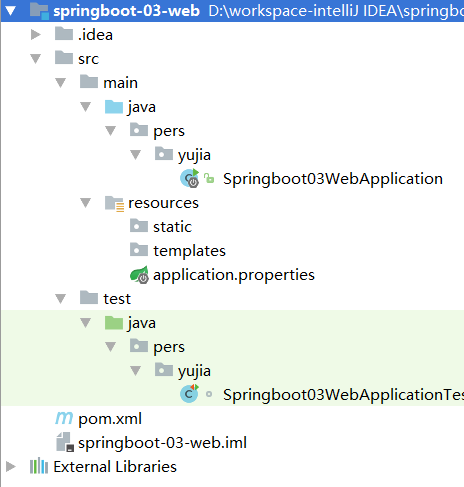 springboot-03-web D:\workspace-intelliJ IDEA\springbo
.idea
src
main
java
pers
yujia
Springboot03WebApplication
resources
static
templates
application.properties
test
java
pers
yujia
Springboot03WebApplicationTes
pom.xml
springboot-03-web.iml
External Libraries